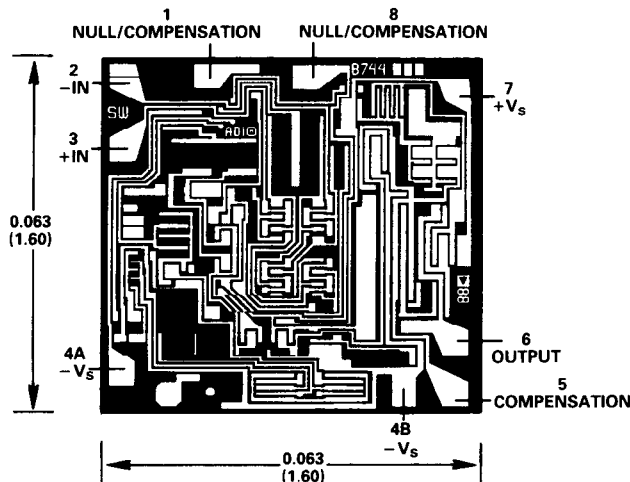 1
NULL/COMPENSATION
8
NULL/COMPENSATION
2
−IN
B744
7
+VS
SW
ADI©
3
+IN
0.063
(1.60)
88
6
OUTPUT
4A
−VS
5
COMPENSATION
4B
−VS
0.063
(1.60)